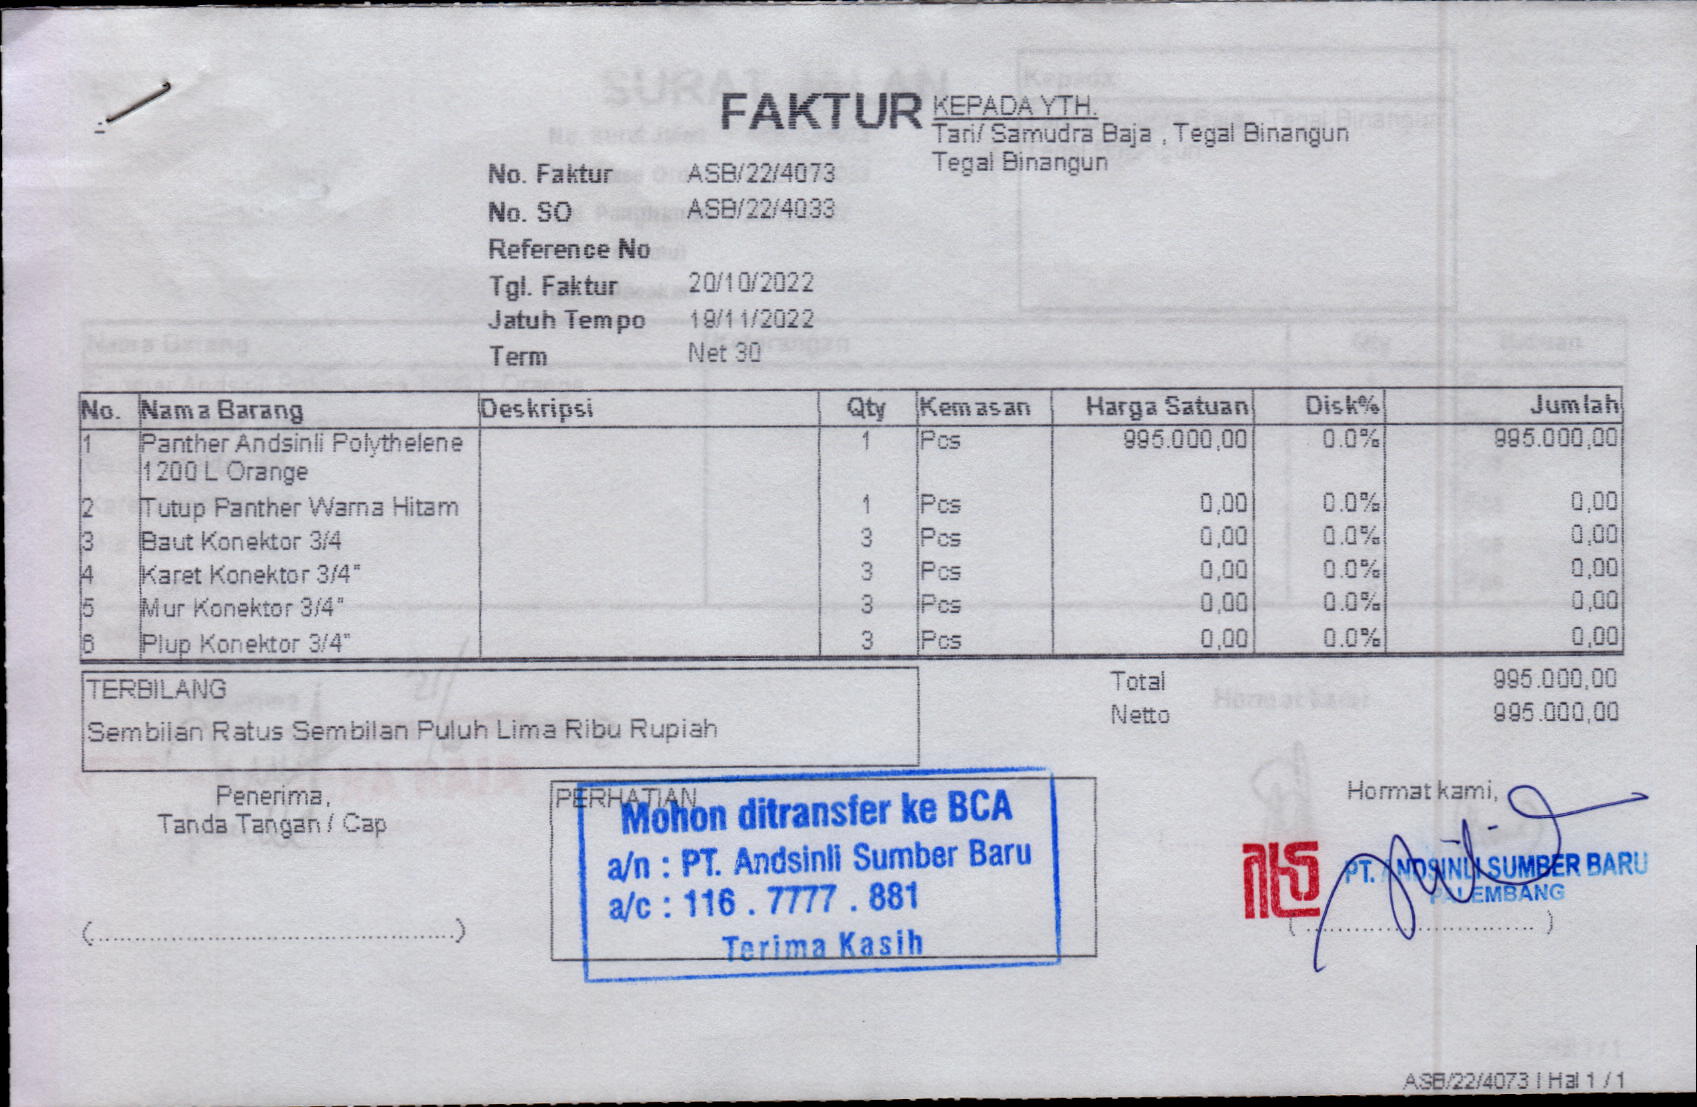 FAKTUR
KEPADA YTH.
Tari/ Samudra Baja , Tegal Binangun
Tegal Binangun
No. Faktur ASB/22/4073
No. SO ASB/22/4033
Reference No
Tgl. Faktur 20/10/2022
Jatuh Tempo 19/11/2022
Term Net 30
No. Nama Barang Deskripsi Qty Kemasan Harga Satuan Disk% Jumlah
1 Panther Andsinli Polythelene 1 Pcs 995.000,00 0.0% 995.000,00
1200 L Orange
2 Tutup Panther Warna Hitam 1 Pcs 0,00 0.0% 0,00
3 Baut Konektor 3/4 3 Pcs 0,00 0.0% 0,00
4 Karet Konektor 3/4" 3 Pcs 0,00 0.0% 0,00
5 Mur Konektor 3/4" 3 Pcs 0,00 0.0% 0,00
6 Plup Konektor 3/4" 3 Pcs 0,00 0.0% 0,00
Total 995.000,00
Netto 995.000,00
TERBILANG
Sembilan Ratus Sembilan Puluh Lima Ribu Rupiah
Penerima,
Tanda Tangan / Cap
(..................................................)
PERHATIAN
Mohon ditransfer ke BCA
a/n : PT. Andsinli Sumber Baru
a/c : 116 . 7777 . 881
Terima Kasih
Hormat kami,
PT. ANDSINLI SUMBER BARU
PALEMBANG
( ................................ )
ASB/22/4073 | Hal 1 / 1